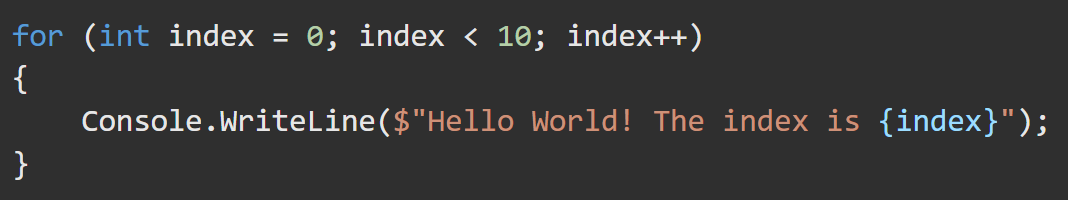 for (int index = 0; index < 10; index++)
{
    Console.WriteLine($"Hello World! The index is {index}");
}